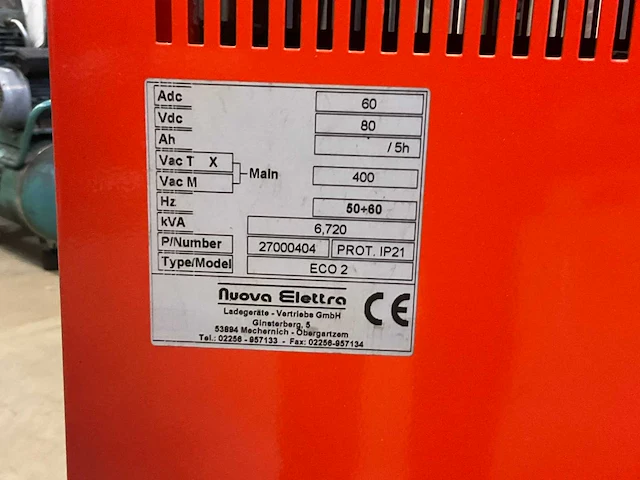 Adc 60
Vdc 80
Ah / 5h
Vac T X
Main 400
Vac M
Hz 50÷60
kVA 6,720
P/Number 27000404 PROT. IP21
Type/Model ECO 2
Nuova Elettra CE
Ladegeräte - Vertriebs GmbH
Ginsterberg, 5
53894 Mechernich - Obergartzem
Tel.: 02256 - 957133 - Fax: 02256-957134